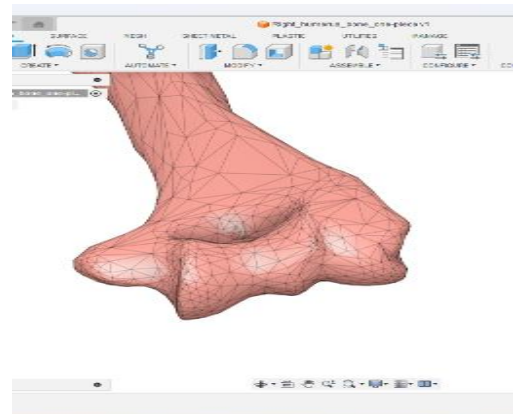 Right_humerus_bone_one-piece v1
SURFACE MESH SHEET METAL PLASTIC UTILITIES MANAGE
CREATE AUTOMATE MODIFY ASSEMBLE CONFIGURE